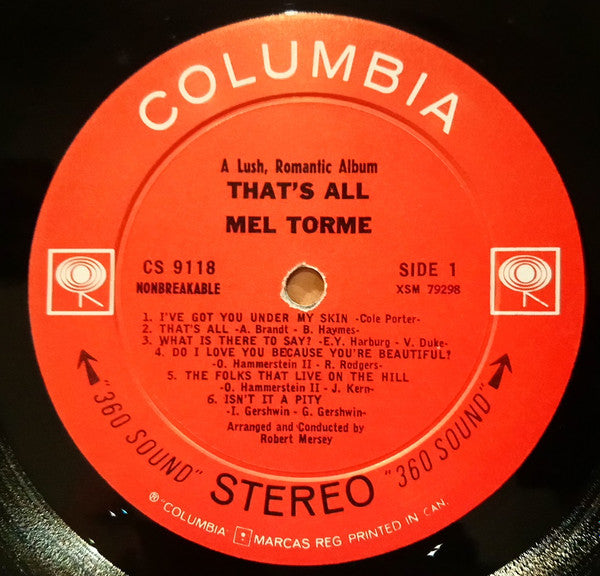 COLUMBIA
A Lush, Romantic Album
THAT'S ALL
MEL TORME
CS 9118
NONBREAKABLE
SIDE 1
XSM 79298
1. I'VE GOT YOU UNDER MY SKIN -Cole Porter-
2. THAT'S ALL -A. Brandt - B. Haymes-
3. WHAT IS THERE TO SAY? -E.Y. Harburg - V. Duke-
4. DO I LOVE YOU BECAUSE YOU'RE BEAUTIFUL?
-O. Hammerstein II - R. Rodgers-
5. THE FOLKS THAT LIVE ON THE HILL
-O. Hammerstein II - J. Kern-
6. ISN'T IT A PITY
-I. Gershwin - G. Gershwin-
Arranged and Conducted by
Robert Mersey
"360 SOUND" STEREO "360 SOUND"
® "COLUMBIA" MARCAS REG PRINTED IN CAN.